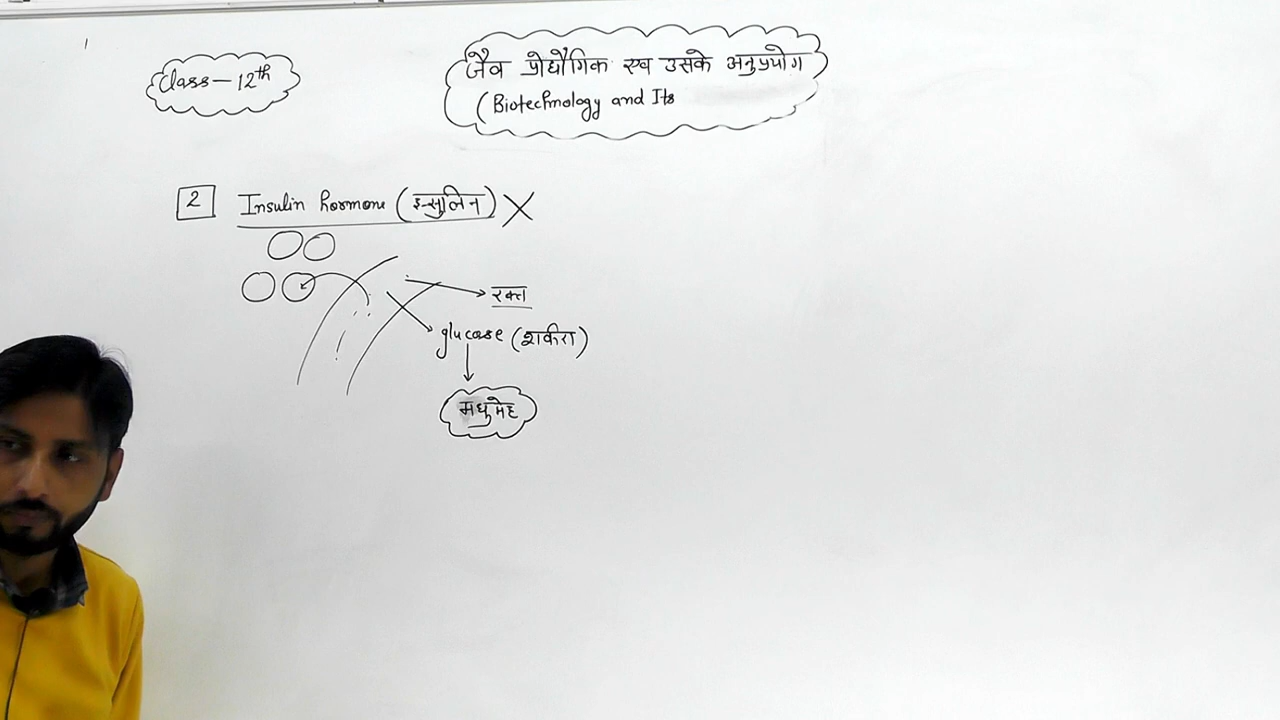 Class - 12th
जैव प्रोद्यौगिक एव उसके अनुप्रयोग
(Biotechnology and Its
2 Insulin hormone (इन्सुलिन) X
रक्त
glucose (शर्करा)
मधुमेह